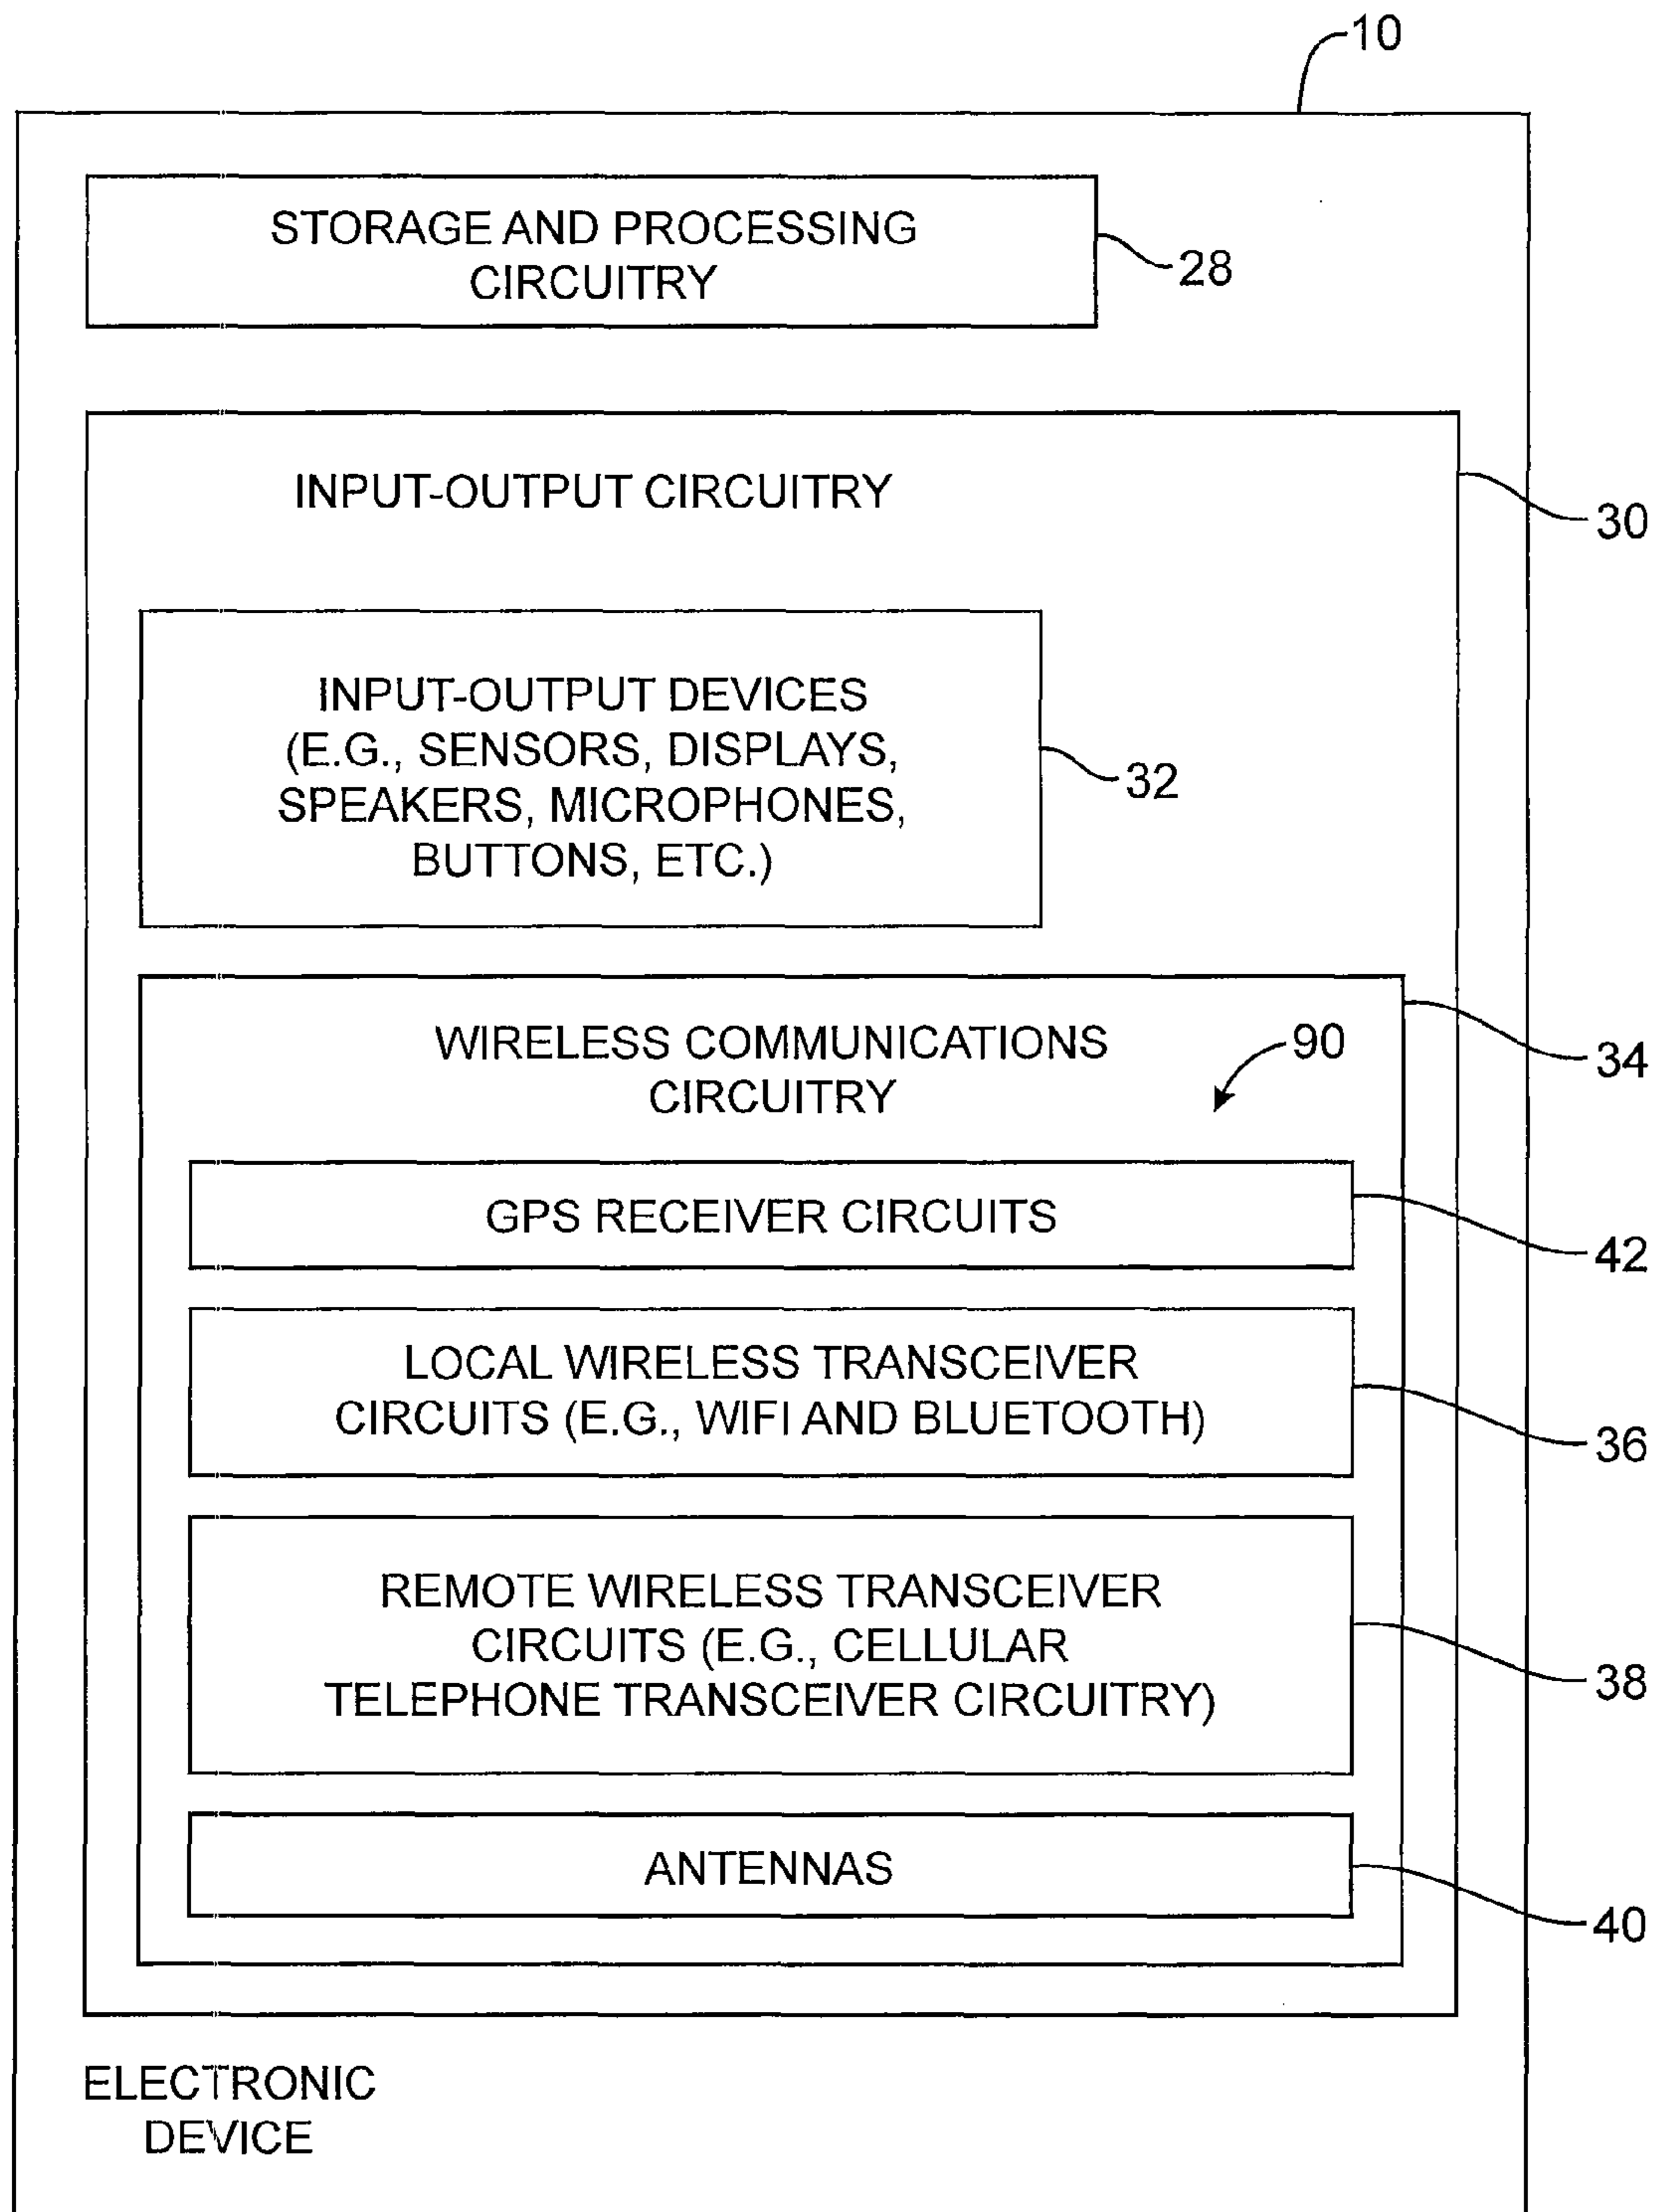 10
STORAGE AND PROCESSING
CIRCUITRY
28
INPUT-OUTPUT CIRCUITRY
30
INPUT-OUTPUT DEVICES
(E.G., SENSORS, DISPLAYS,
SPEAKERS, MICROPHONES,
BUTTONS, ETC.)
32
WIRELESS COMMUNICATIONS
CIRCUITRY
90
34
GPS RECEIVER CIRCUITS
42
LOCAL WIRELESS TRANSCEIVER
CIRCUITS (E.G., WIFI AND BLUETOOTH)
36
REMOTE WIRELESS TRANSCEIVER
CIRCUITS (E.G., CELLULAR
TELEPHONE TRANSCEIVER CIRCUITRY)
38
ANTENNAS
40
ELECTRONIC
DEVICE